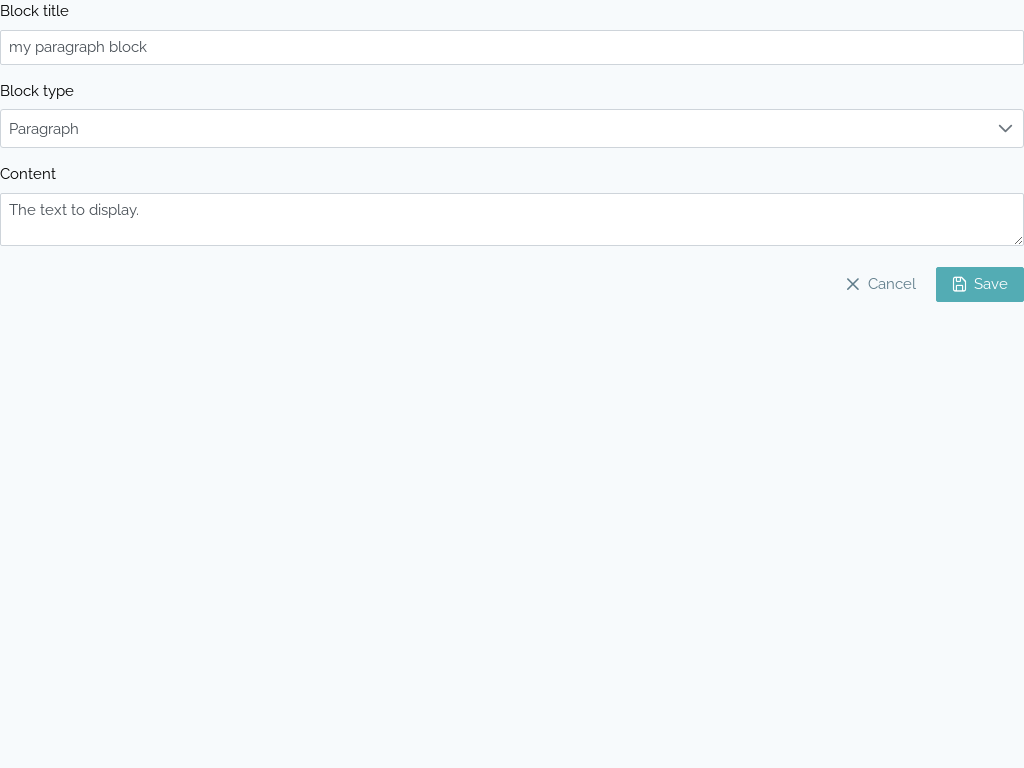 Block title
my paragraph block
Block type
Paragraph
Content
The text to display.
Cancel
Save